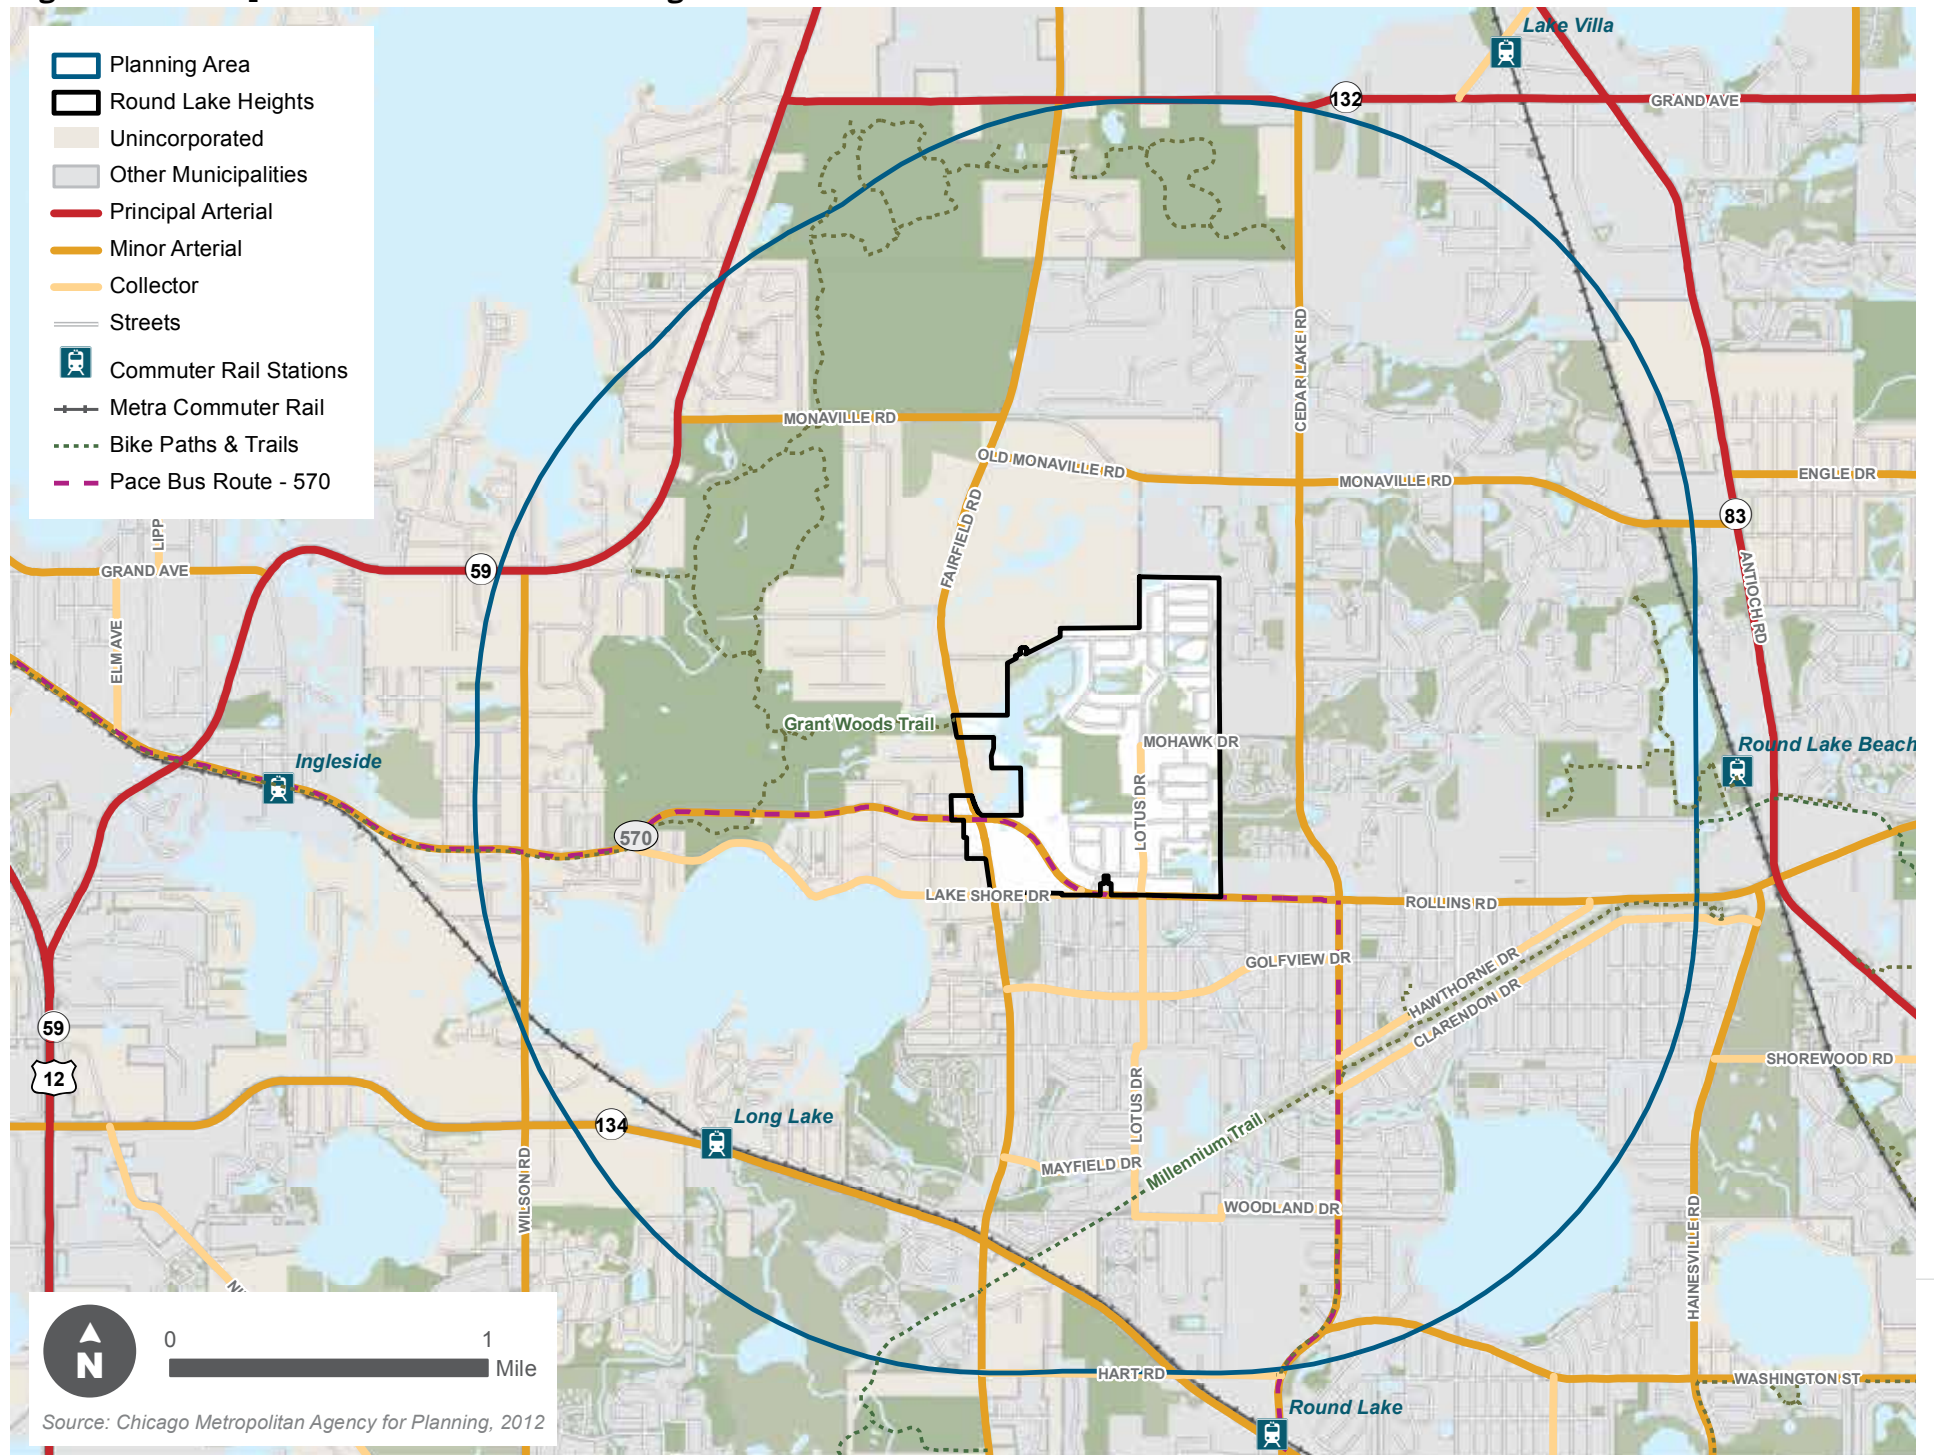 Planning Area
Round Lake Heights
Unincorporated
Other Municipalities
Principal Arterial
Minor Arterial
Collector
Streets
Commuter Rail Stations
Metra Commuter Rail
Bike Paths & Trails
Pace Bus Route - 570
Lake Villa
132
GRAND AVE
CEDAR LAKE RD
MONAVILLE RD
OLD MONAVILLE RD
MONAVILLE RD
ENGLE DR
83
FAIRFIELD RD
LIPP
GRAND AVE
59
ANTIOCH RD
ELM AVE
Grant Woods Trail
MOHAWK DR
Ingleside
Round Lake Beach
LOTUS DR
570
LAKE SHORE DR
ROLLINS RD
GOLFVIEW DR
HAWTHORNE DR
CLARENDON DR
59
12
SHOREWOOD RD
134
Long Lake
LOTUS DR
MAYFIELD DR
Millennium Trail
WILSON RD
WOODLAND DR
HAINESVILLE RD
HART RD
WASHINGTON ST
Round Lake
N
0 1
Mile
Source: Chicago Metropolitan Agency for Planning, 2012